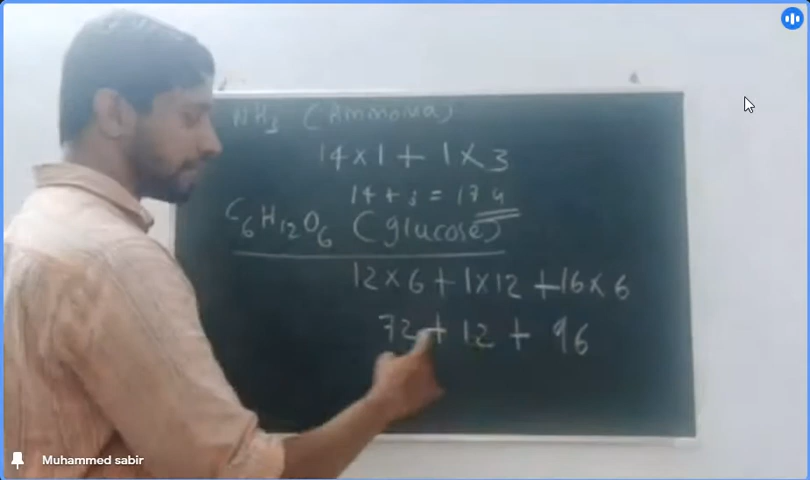 NH3 (Ammonia)
14 x 1 + 1 x 3
14 + 3 = 17 g
C6H12O6 (glucose)
12 x 6 + 1 x 12 + 16 x 6
72 + 12 + 96
Muhammed sabir